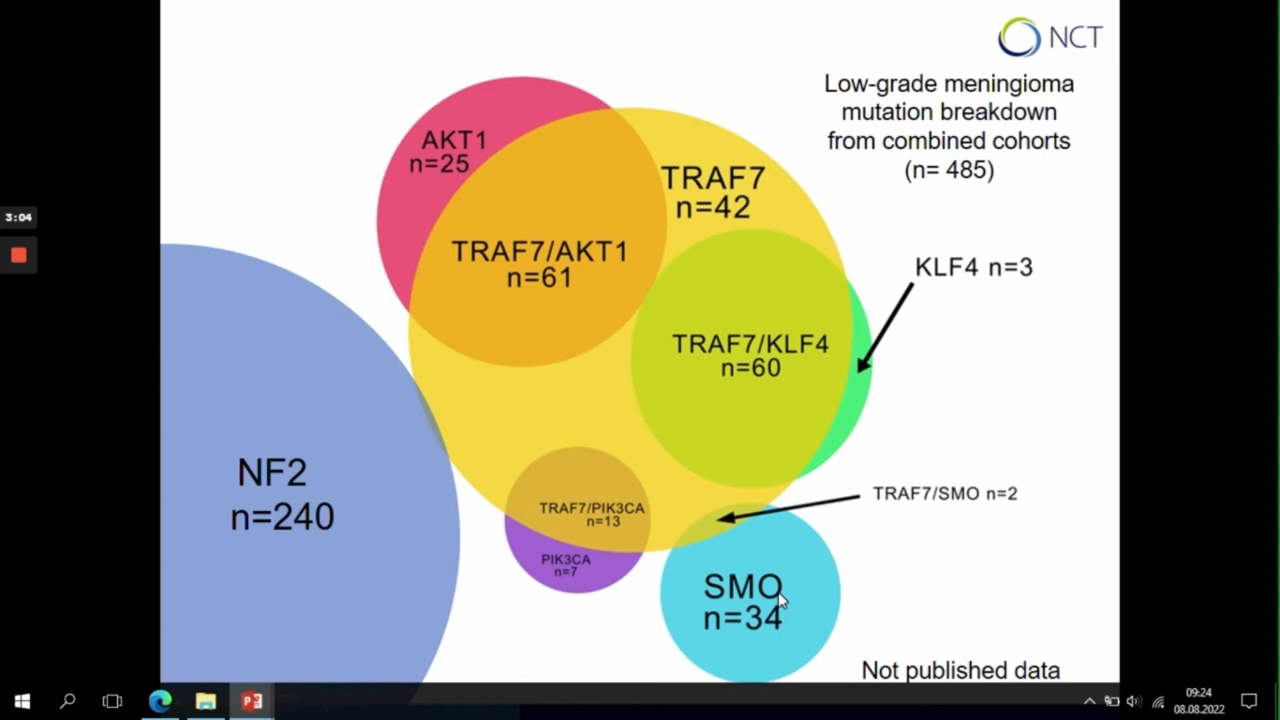 NCT
Low-grade meningioma
mutation breakdown
from combined cohorts
(n= 485)
AKT1
n=25
TRAF7
n=42
TRAF7/AKT1
n=61
KLF4 n=3
TRAF7/KLF4
n=60
NF2
n=240
TRAF7/SMO n=2
TRAF7/PIK3CA
n=13
PIK3CA
n=7
SMO
n=34
Not published data
3:04
09:24
08.08.2022